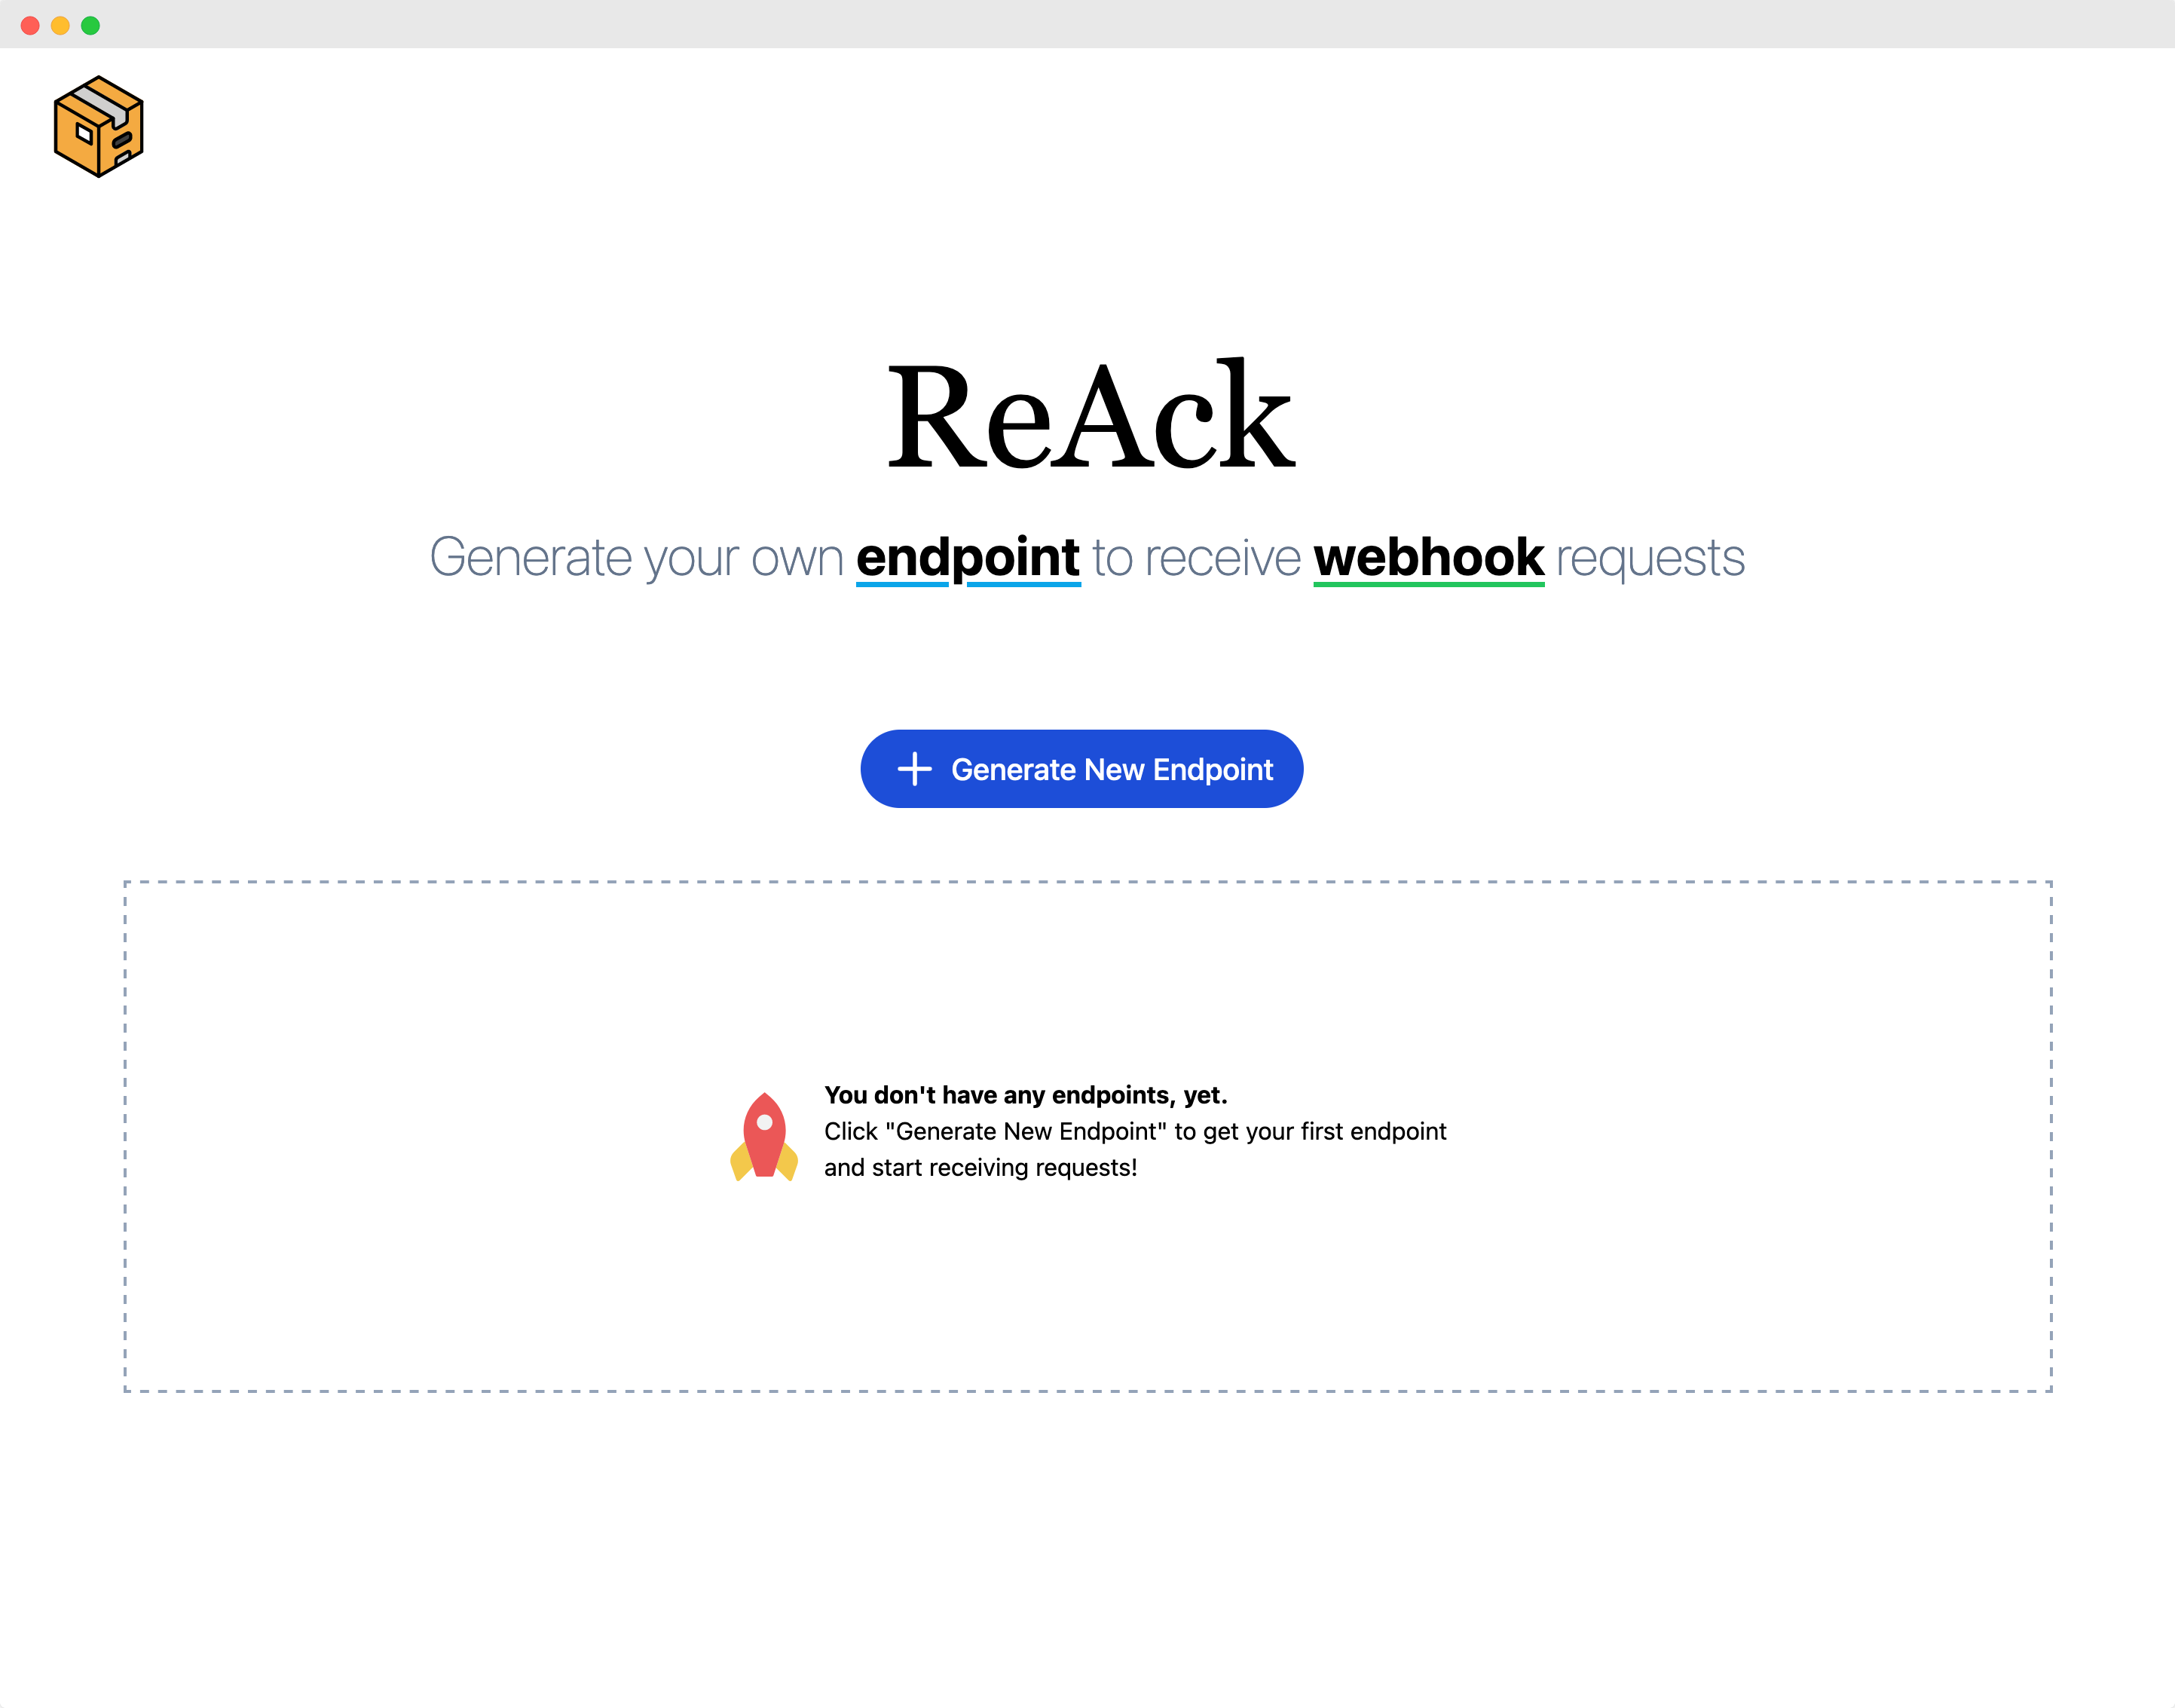 ReAck
Generate your own endpoint to receive webhook requests
Generate New Endpoint
You don't have any endpoints, yet.
Click "Generate New Endpoint" to get your first endpoint
and start receiving requests!